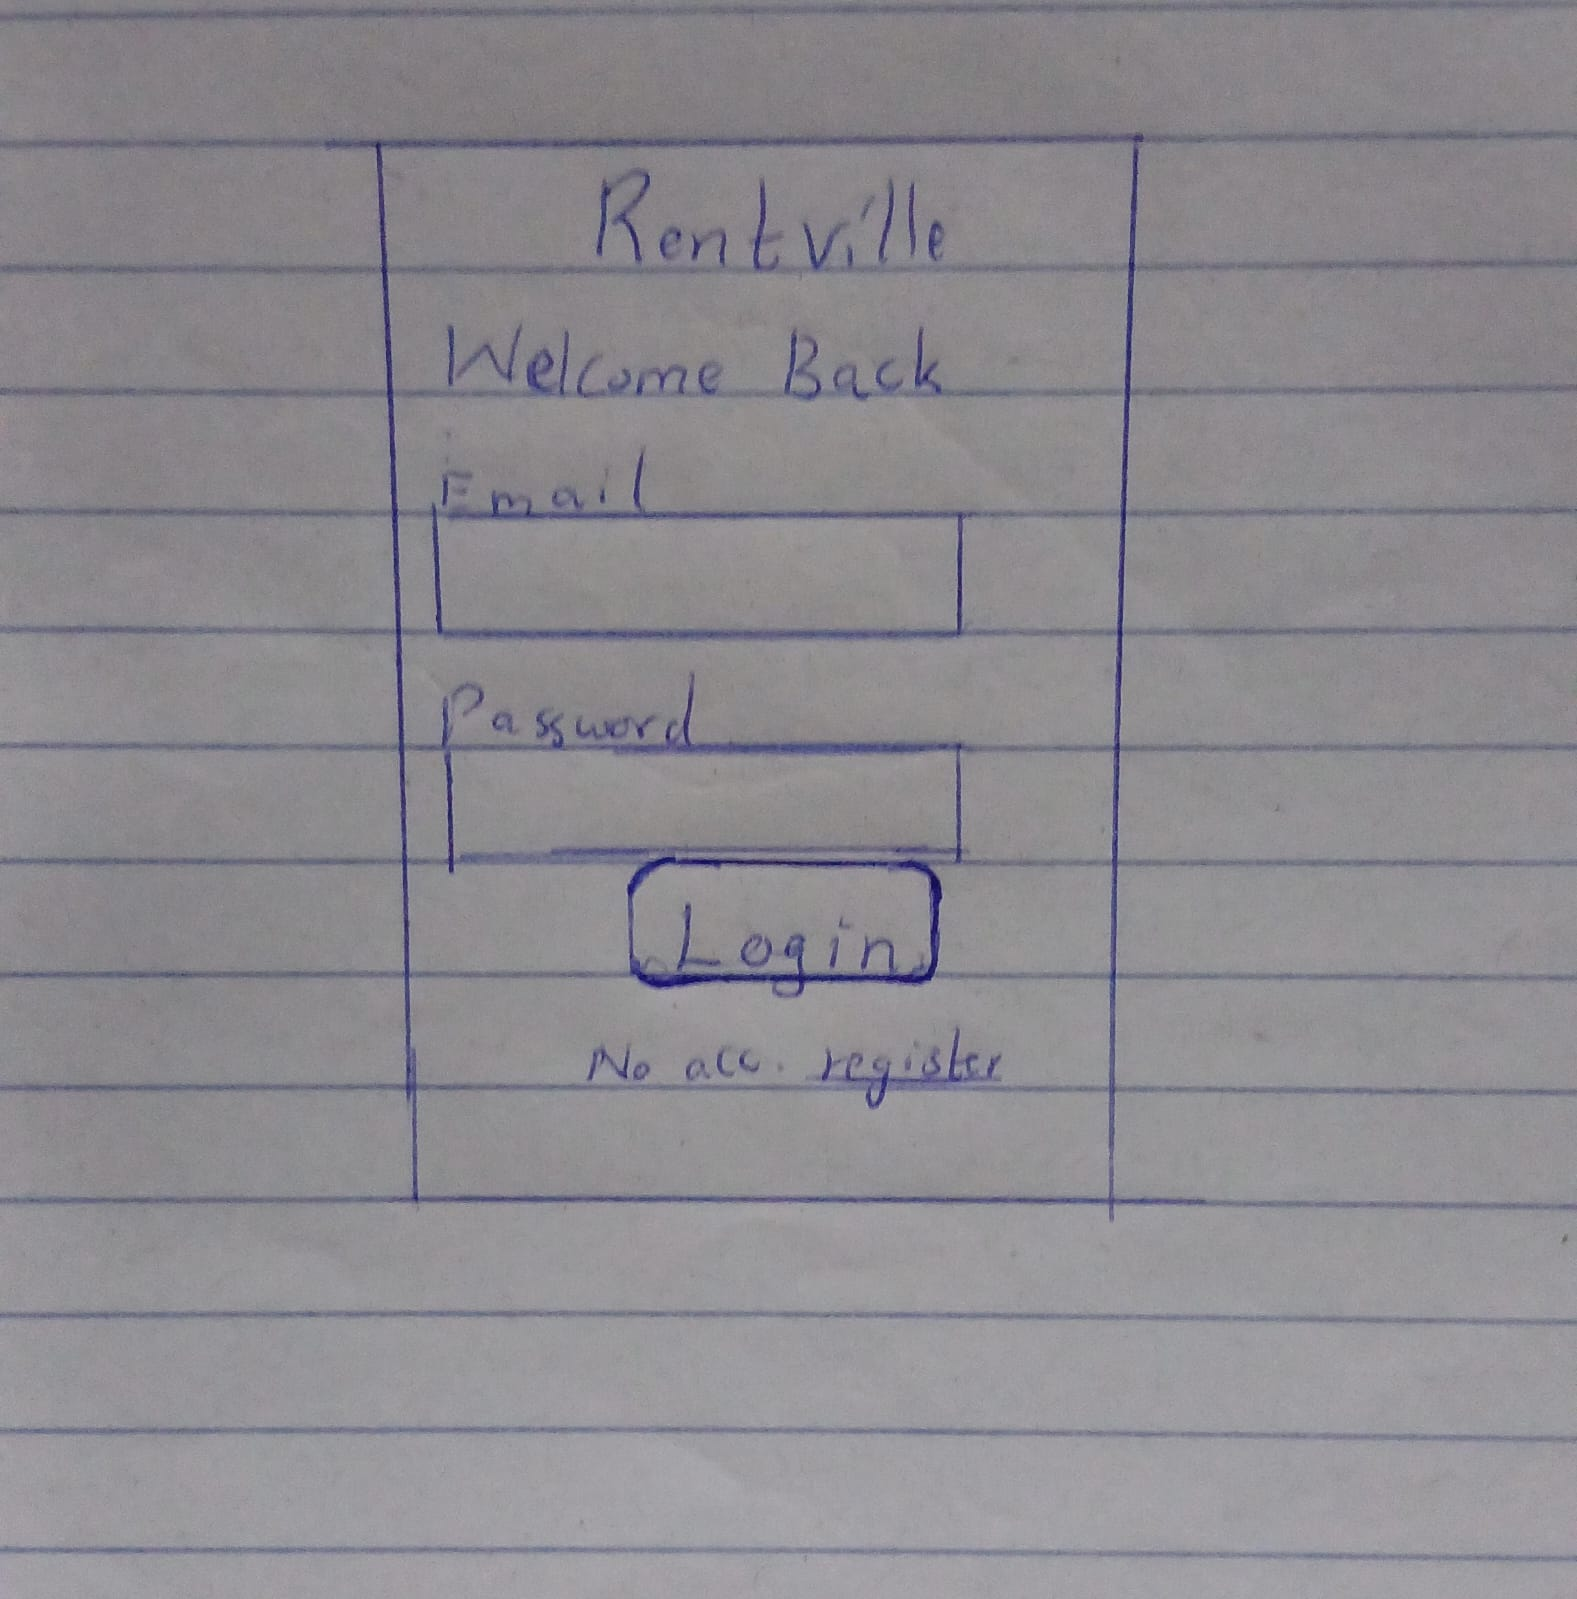 Rentville
Welcome Back
Email
Password
Login
No acc. register